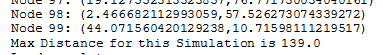 Node 98: (2.466682112993059,57.526273074339272)
Node 99: (44.071560420129238,10.71598111219517)
Max Distance for this Simulation is 139.0